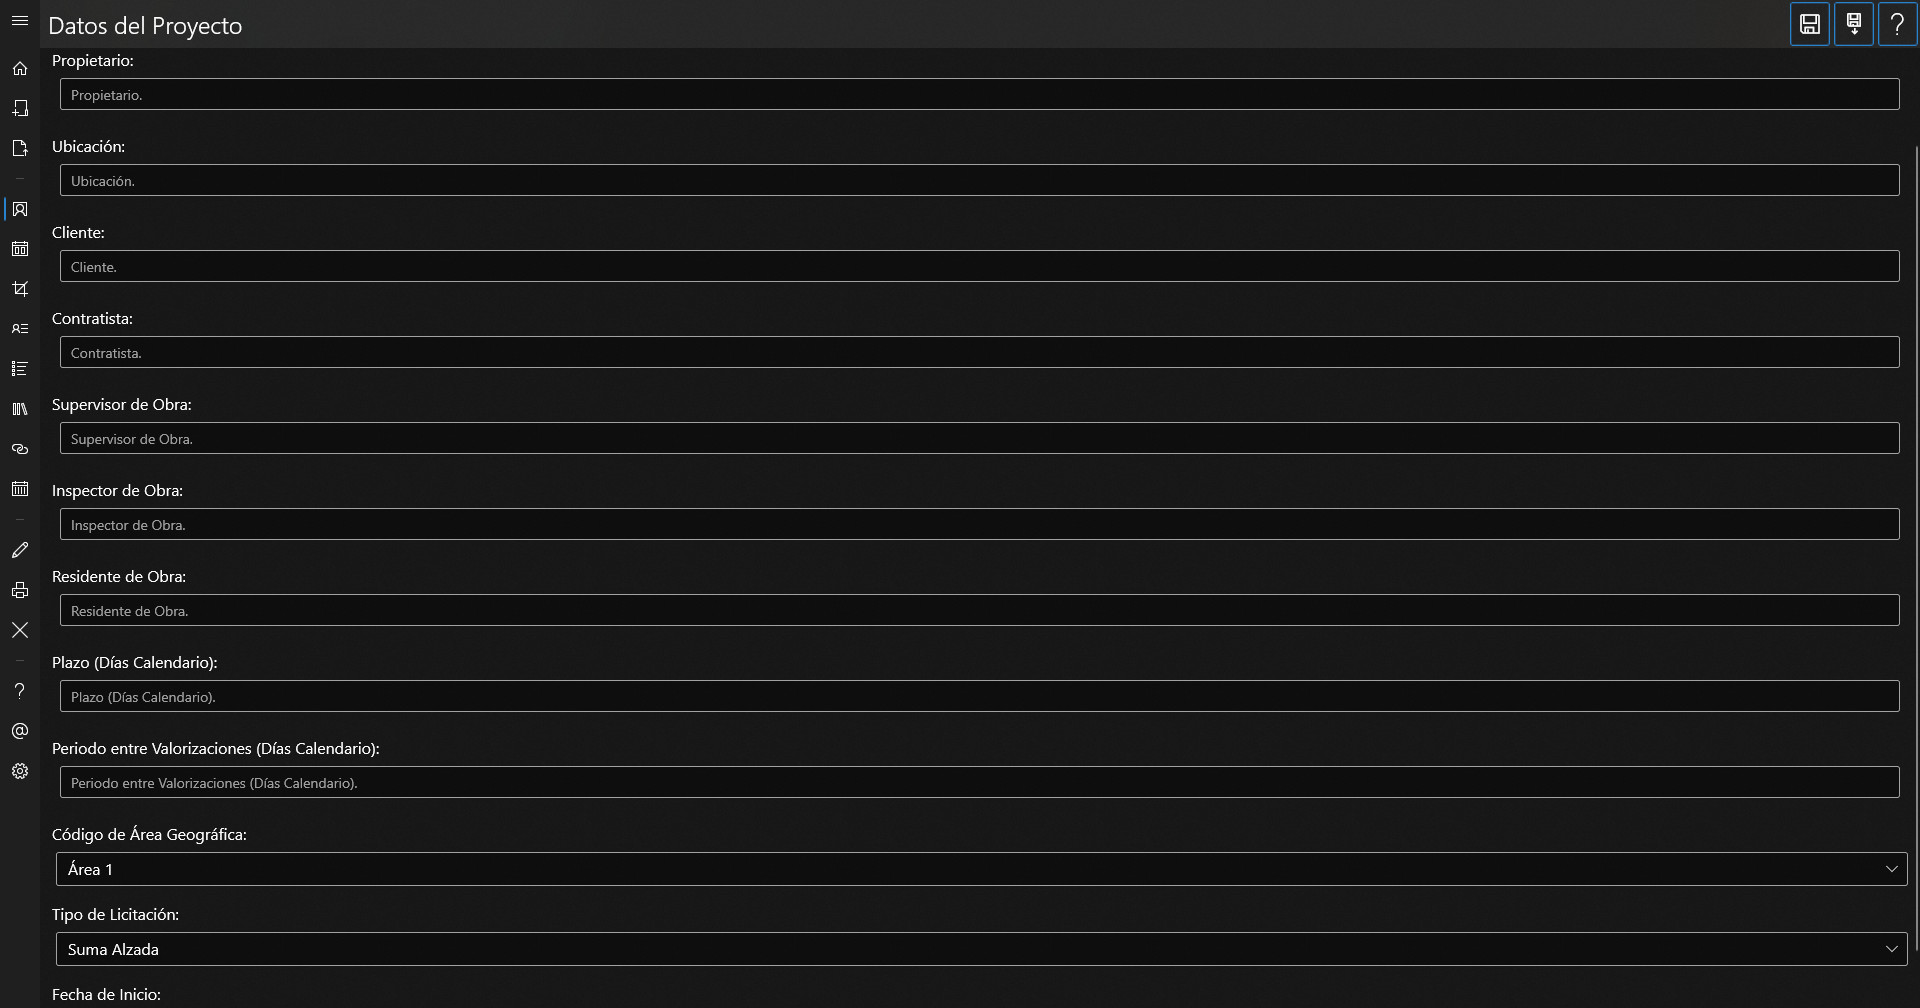 Datos del Proyecto
Propietario:
Propietario.
Ubicación:
Ubicación.
Cliente:
Cliente.
Contratista:
Contratista.
Supervisor de Obra:
Supervisor de Obra.
Inspector de Obra:
Inspector de Obra.
Residente de Obra:
Residente de Obra.
Plazo (Días Calendario):
Plazo (Días Calendario).
Periodo entre Valorizaciones (Días Calendario):
Periodo entre Valorizaciones (Días Calendario).
Código de Área Geográfica:
Área 1
Tipo de Licitación:
Suma Alzada
Fecha de Inicio: